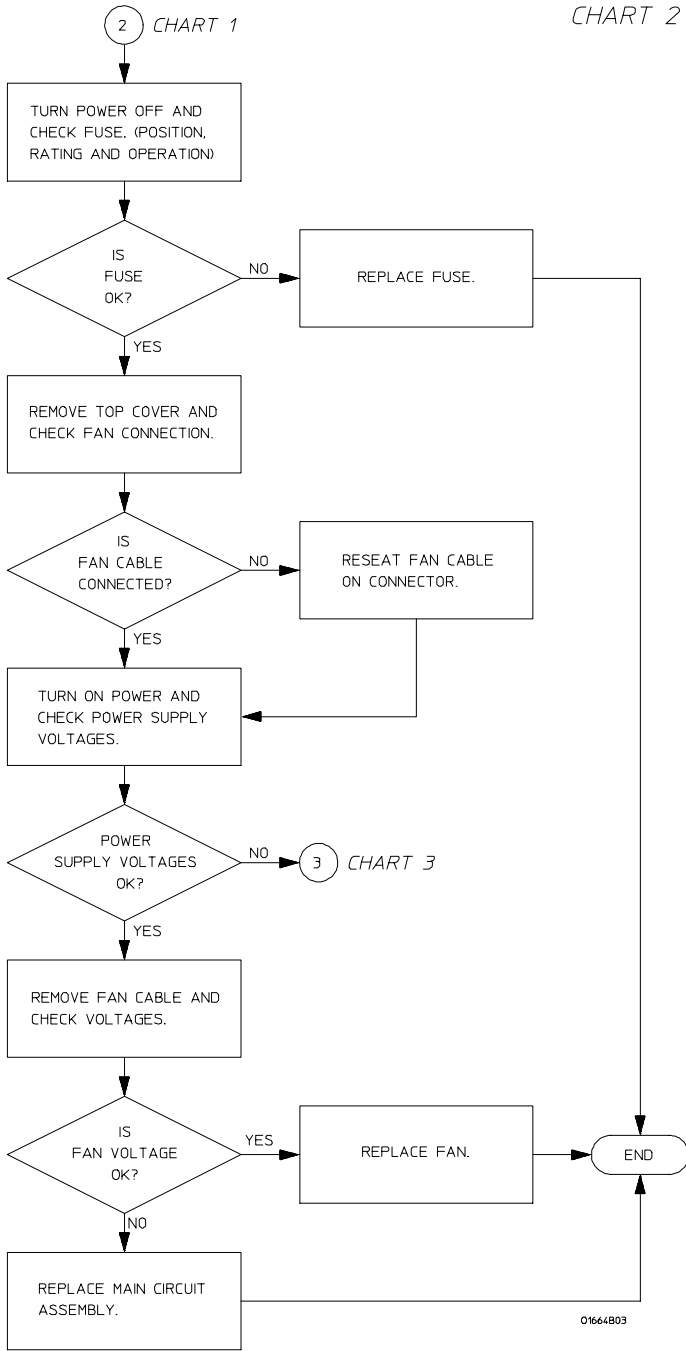 2 CHART 1
CHART 2
TURN POWER OFF AND
CHECK FUSE. (POSITION,
RATING AND OPERATION)
IS
FUSE
OK?
NO
REPLACE FUSE.
YES
REMOVE TOP COVER AND
CHECK FAN CONNECTION.
IS
FAN CABLE
CONNECTED?
NO
RESEAT FAN CABLE
ON CONNECTOR.
YES
TURN ON POWER AND
CHECK POWER SUPPLY
VOLTAGES.
POWER
SUPPLY VOLTAGES
OK?
NO
3 CHART 3
YES
REMOVE FAN CABLE AND
CHECK VOLTAGES.
IS
FAN VOLTAGE
OK?
YES
REPLACE FAN.
END
NO
REPLACE MAIN CIRCUIT
ASSEMBLY.
01664B03